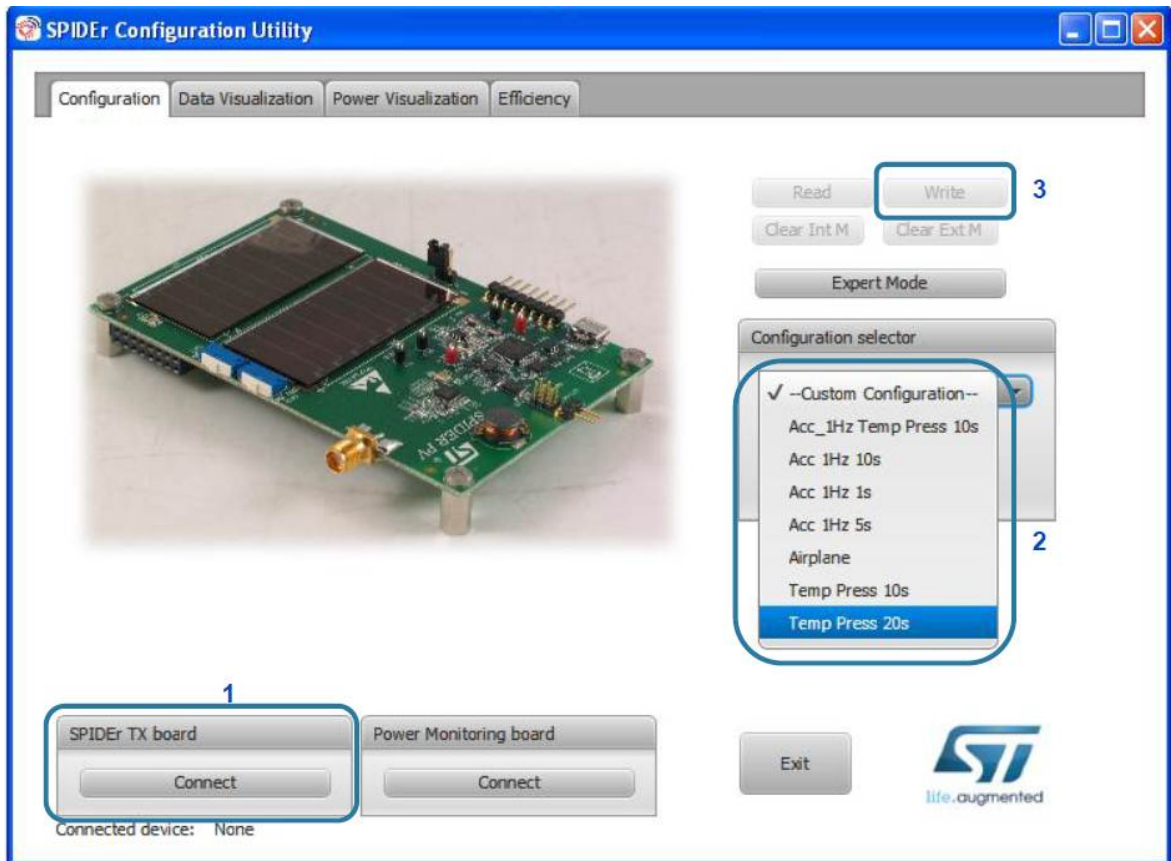 SPIDEr Configuration Utility
Configuration
Data Visualization
Power Visualization
Efficiency
Read
Write
3
Clear Int M
Clear Ext M
Expert Mode
Configuration selector
✓ --Custom Configuration--
Acc_1Hz Temp Press 10s
Acc 1Hz 10s
Acc 1Hz 1s
Acc 1Hz 5s
2
Airplane
Temp Press 10s
Temp Press 20s
SPIDER PV
1
SPIDEr TX board
Connect
Power Monitoring board
Connect
Exit
ST
life.augmented
Connected device: None